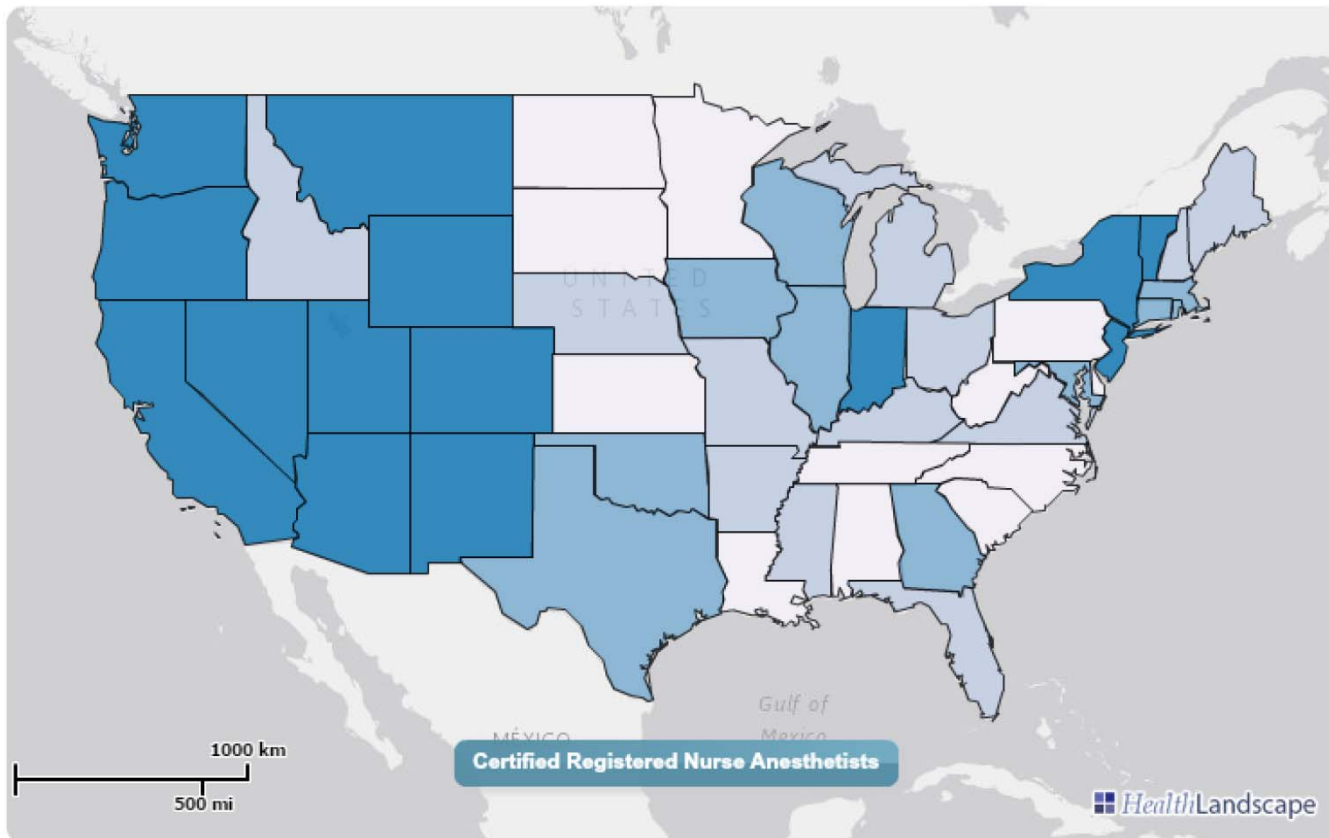 UNITED
STATES
Gulf of
Mexico
MÉXICO
Certified Registered Nurse Anesthetists
1000 km
500 mi
HealthLandscape